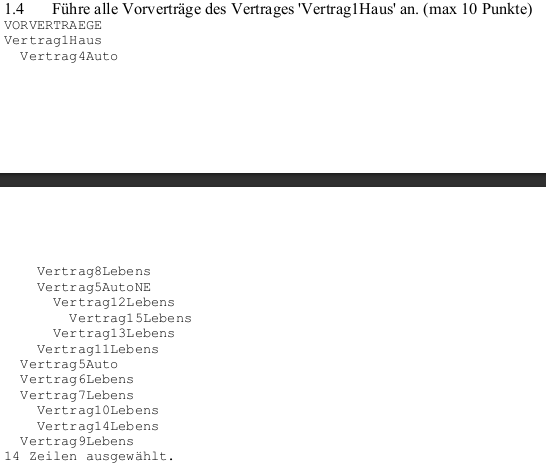 1.4 Führe alle Vorverträge des Vertrages 'Vertrag1Haus' an. (max 10 Punkte)
VORVERTRAEGE
Vertrag1Haus
  Vertrag4Auto
    Vertrag8Lebens
    Vertrag5AutoNE
      Vertrag12Lebens
        Vertrag15Lebens
      Vertrag13Lebens
    Vertrag11Lebens
  Vertrag5Auto
  Vertrag6Lebens
  Vertrag7Lebens
    Vertrag10Lebens
    Vertrag14Lebens
  Vertrag9Lebens
14 Zeilen ausgewählt.